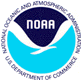 NATIONAL OCEANIC AND ATMOSPHERIC ADMINISTRATION
NOAA
U.S. DEPARTMENT OF COMMERCE